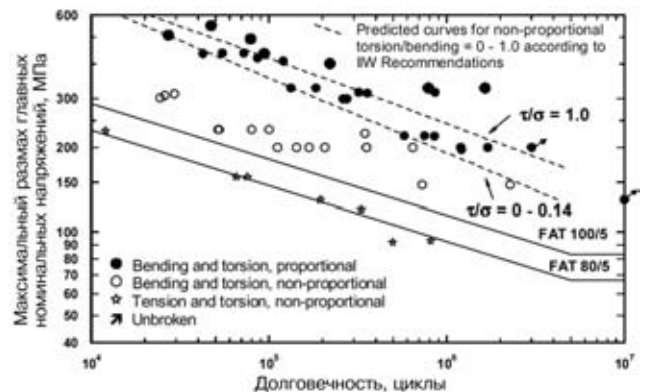 Максимальный размах главных
номинальных напряжений, МПа
600
300
200
150
100
90
80
70
60
50
40
Predicted curves for non-proportional
torsion/bending = 0 - 1.0 according to
IIW Recommendations
τ/σ = 1.0
τ/σ = 0 - 0.14
FAT 100/5
FAT 80/5
Bending and torsion, proportional
Bending and torsion, non-proportional
Tension and torsion, non-proportional
Unbroken
10⁴
10⁵
10⁶
10⁷
Долговечность, циклы